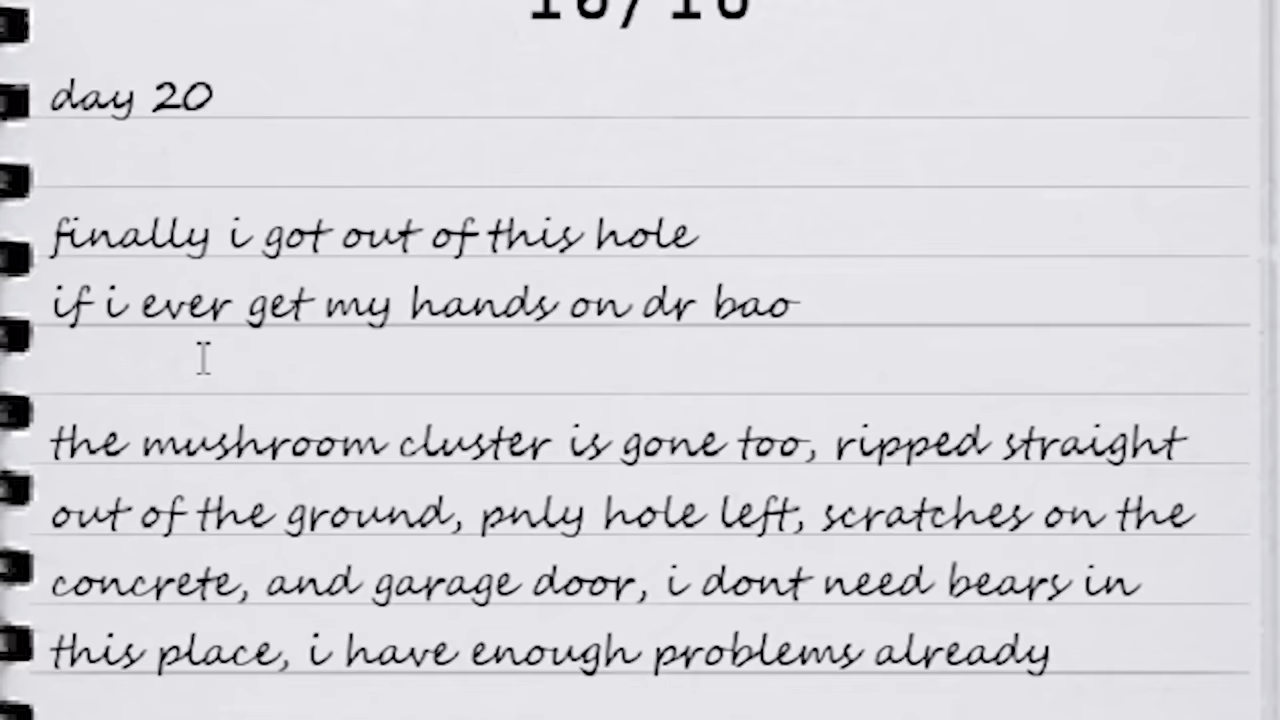 16/16
day 20
finally i got out of this hole
if i ever get my hands on dr bao
the mushroom cluster is gone too, ripped straight
out of the ground, pnly hole left, scratches on the
concrete, and garage door, i dont need bears in
this place, i have enough problems already